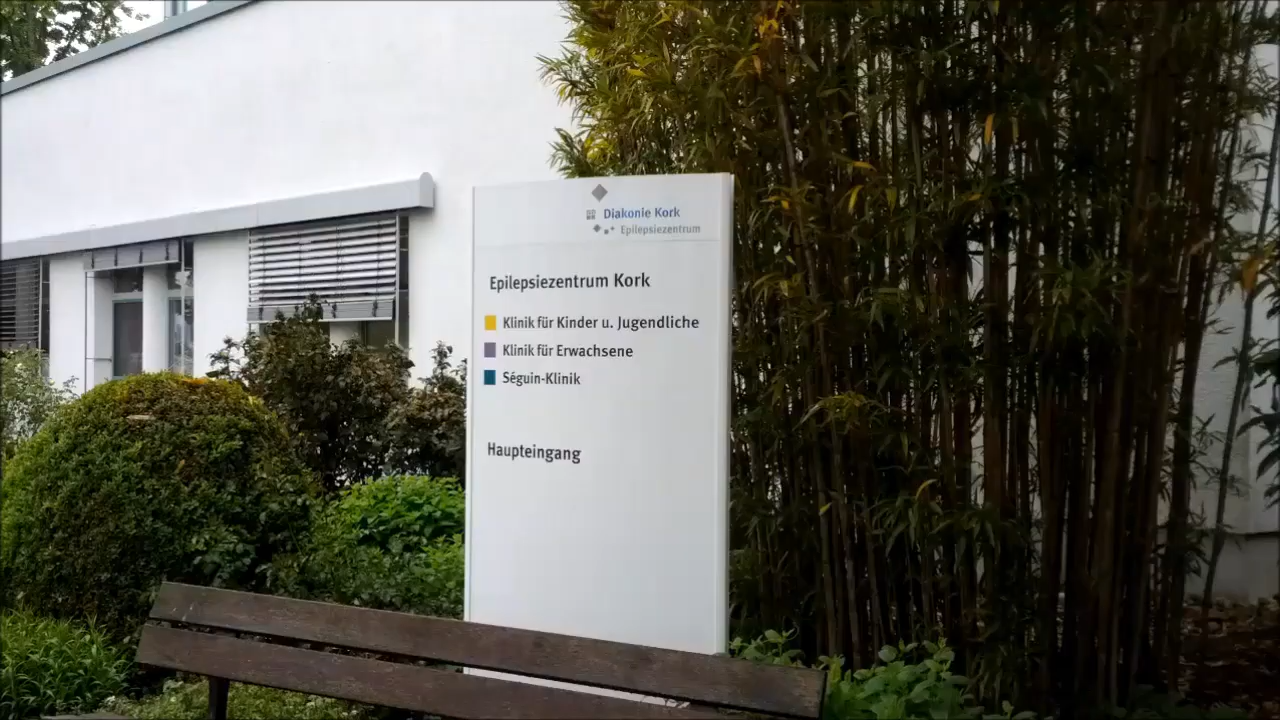 Diakonie Kork
Epilepsiezentrum
Epilepsiezentrum Kork
Klinik für Kinder u. Jugendliche
Klinik für Erwachsene
Séguin-Klinik
Haupteingang